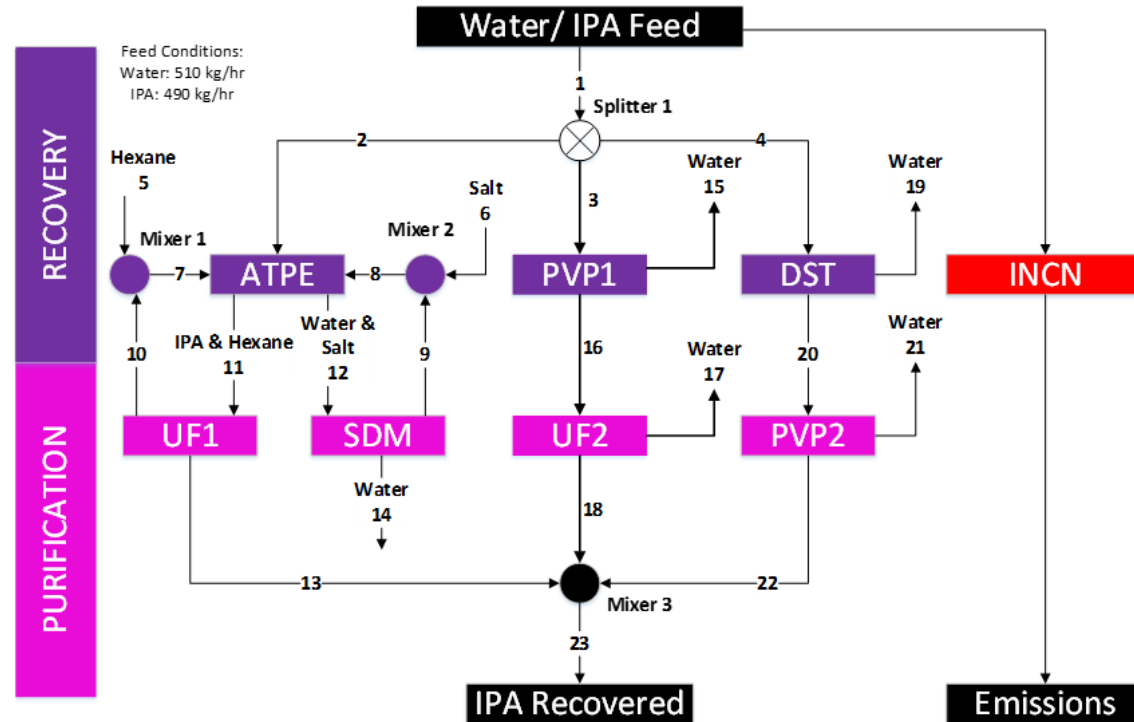 Water/ IPA Feed
Feed Conditions:
Water: 510 kg/hr
IPA: 490 kg/hr
1
Splitter 1
2
4
Hexane
5
Salt
6
3
Water
15
Water
19
RECOVERY
Mixer 1
Mixer 2
7
ATPE
8
PVP1
DST
INCN
10
IPA & Hexane
11
Water &
Salt
12
9
16
Water
17
20
Water
21
PURIFICATION
UF1
SDM
UF2
PVP2
Water
14
18
13
22
Mixer 3
23
IPA Recovered
Emissions